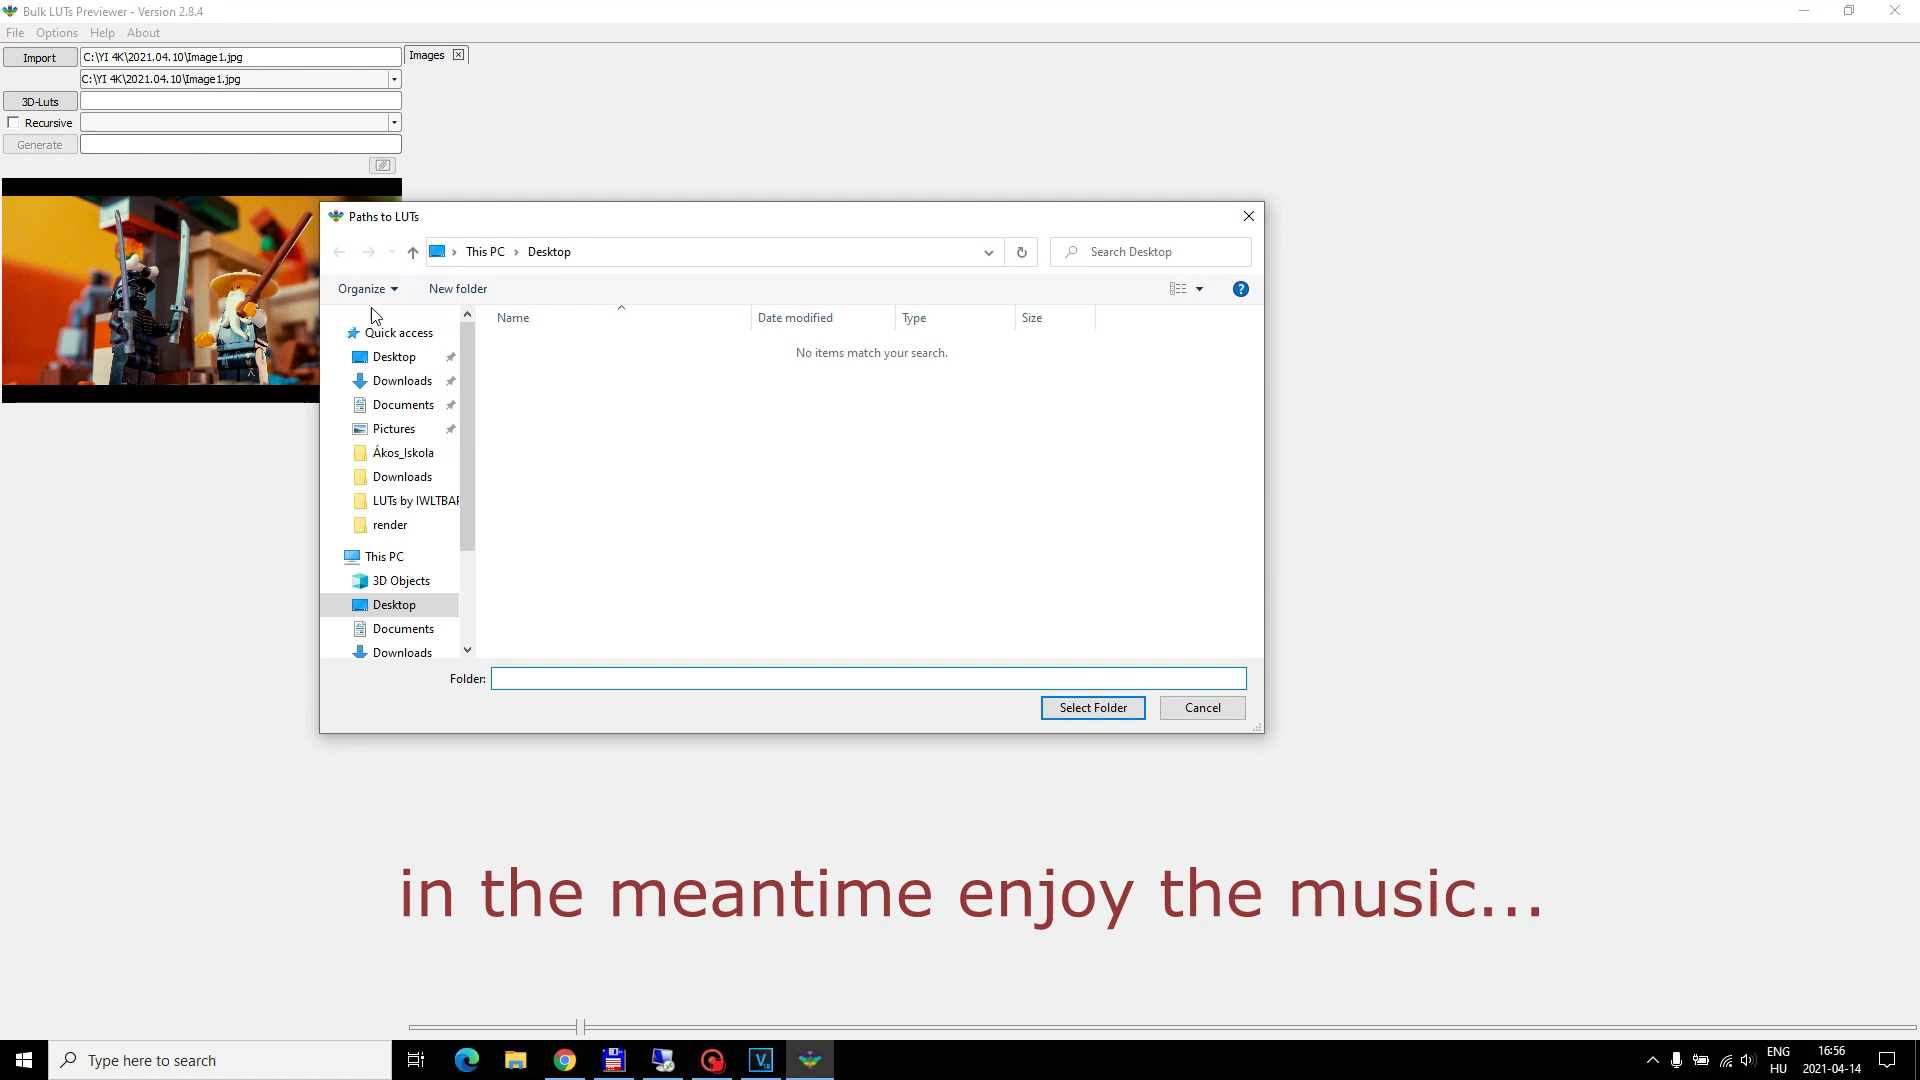 Bulk LUTs Previewer - Version 2.8.4
File Options Help About
Import C:\YI 4K\2021.04.10\Image1.jpg Images
C:\YI 4K\2021.04.10\Image1.jpg
3D-Luts
Recursive
Generate
Paths to LUTs
This PC Desktop Search Desktop
Organize New folder
Name Date modified Type Size
No items match your search.
Quick access
Desktop
Downloads
Documents
Pictures
Ákos_Iskola
Downloads
LUTs by IWLTBAP
render
This PC
3D Objects
Desktop
Documents
Downloads
Folder:
Select Folder Cancel
in the meantime enjoy the music...
Type here to search
ENG 16:56
HU 2021-04-14